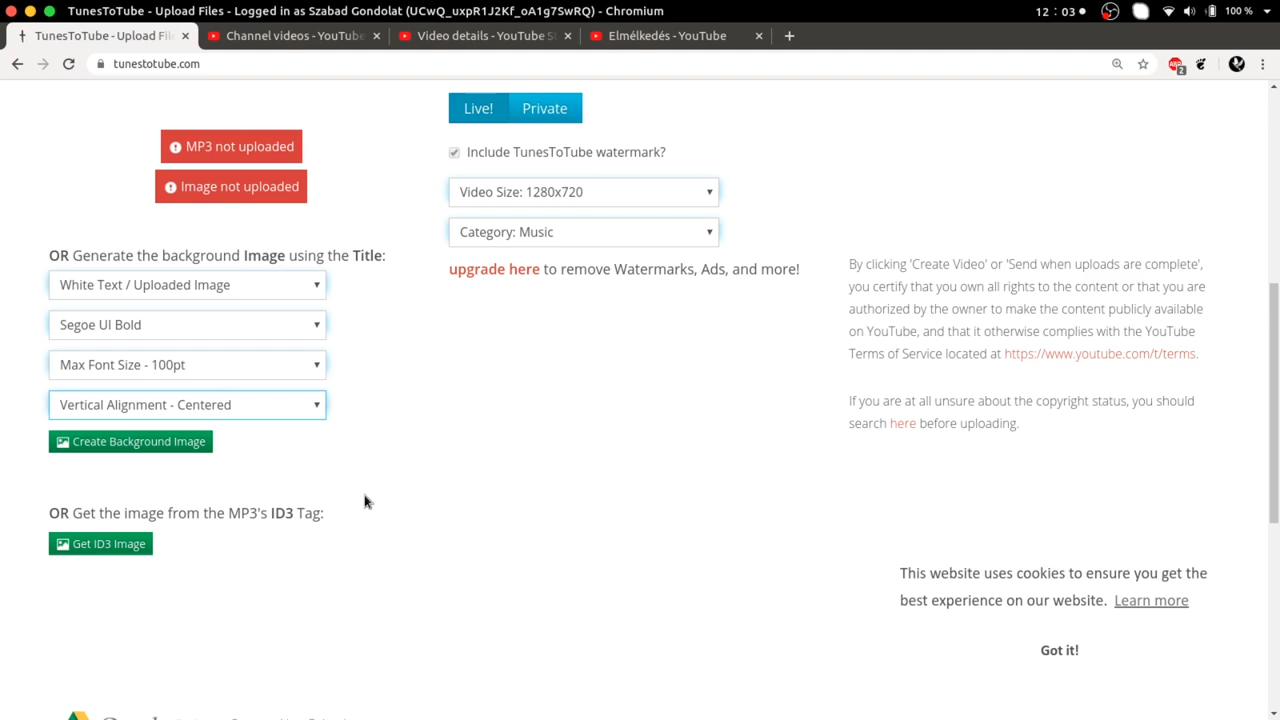 TunesToTube - Upload Files - Logged in as Szabad Gondolat (UCwQ_uxpR1J2Kf_oA1g7SwRQ) - Chromium
12:03
100 %
TunesToTube - Upload Fil
Channel videos - YouTube
Video details - YouTube S
Elmélkedés - YouTube
tunestotube.com
2
Live!
Private
MP3 not uploaded
Include TunesToTube watermark?
Image not uploaded
Video Size: 1280x720
Category: Music
OR Generate the background Image using the Title:
upgrade here to remove Watermarks, Ads, and more!
White Text / Uploaded Image
Segoe UI Bold
Max Font Size - 100pt
Vertical Alignment - Centered
Create Background Image
By clicking 'Create Video' or 'Send when uploads are complete',
you certify that you own all rights to the content or that you are
authorized by the owner to make the content publicly available
on YouTube, and that it otherwise complies with the YouTube
Terms of Service located at https://www.youtube.com/t/terms.
If you are at all unsure about the copyright status, you should
search here before uploading.
OR Get the image from the MP3's ID3 Tag:
Get ID3 Image
This website uses cookies to ensure you get the
best experience on our website. Learn more
Got it!